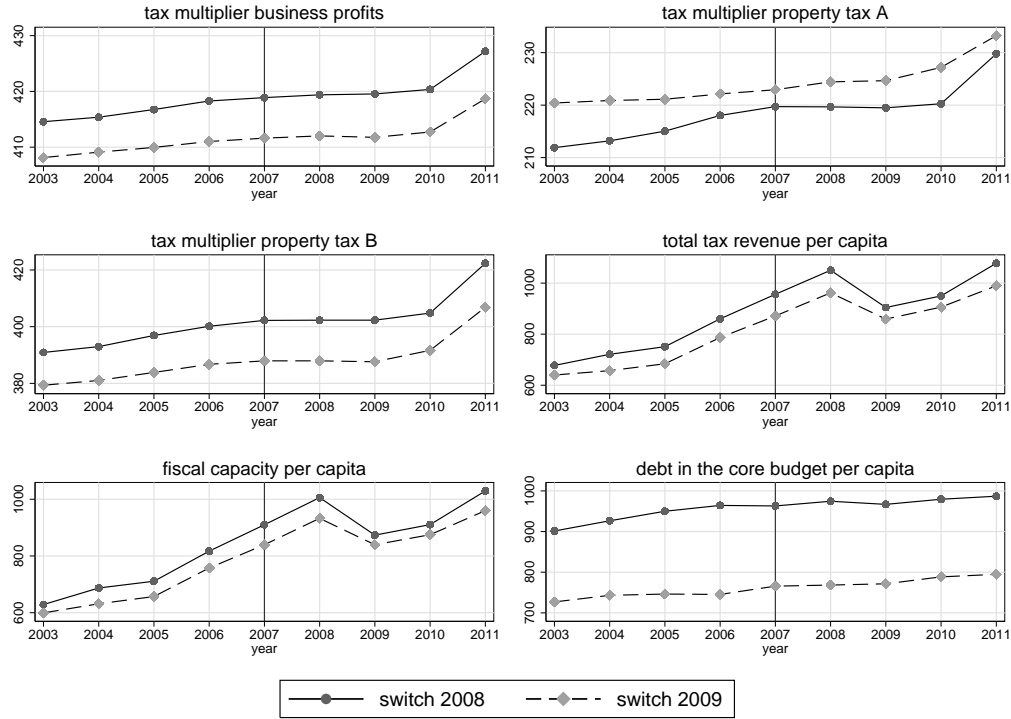 tax multiplier business profits
430
420
410
2003 2004 2005 2006 2007 2008 2009 2010 2011
year
tax multiplier property tax A
230
220
210
2003 2004 2005 2006 2007 2008 2009 2010 2011
year
tax multiplier property tax B
420
400
380
2003 2004 2005 2006 2007 2008 2009 2010 2011
year
total tax revenue per capita
1000
800
600
2003 2004 2005 2006 2007 2008 2009 2010 2011
year
fiscal capacity per capita
1000
800
600
2003 2004 2005 2006 2007 2008 2009 2010 2011
year
debt in the core budget per capita
1000
900
800
700
2003 2004 2005 2006 2007 2008 2009 2010 2011
year
switch 2008 switch 2009